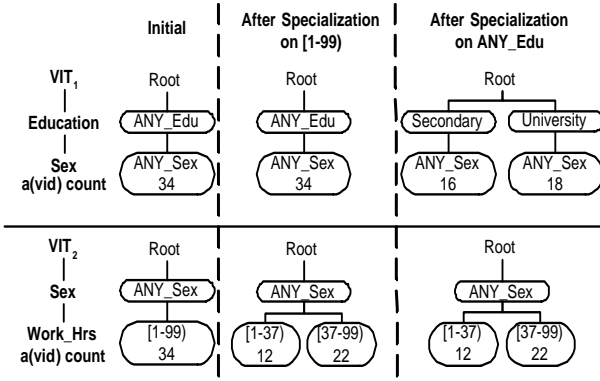 Initial
After Specialization
on [1-99)
After Specialization
on ANY_Edu
VIT1
Root
Root
Root
Education
ANY_Edu
ANY_Edu
Secondary
University
Sex
a(vid) count
ANY_Sex
34
ANY_Sex
34
ANY_Sex
16
ANY_Sex
18
VIT2
Root
Root
Root
Sex
ANY_Sex
ANY_Sex
ANY_Sex
Work_Hrs
a(vid) count
[1-99)
34
[1-37)
12
[37-99)
22
[1-37)
12
[37-99)
22